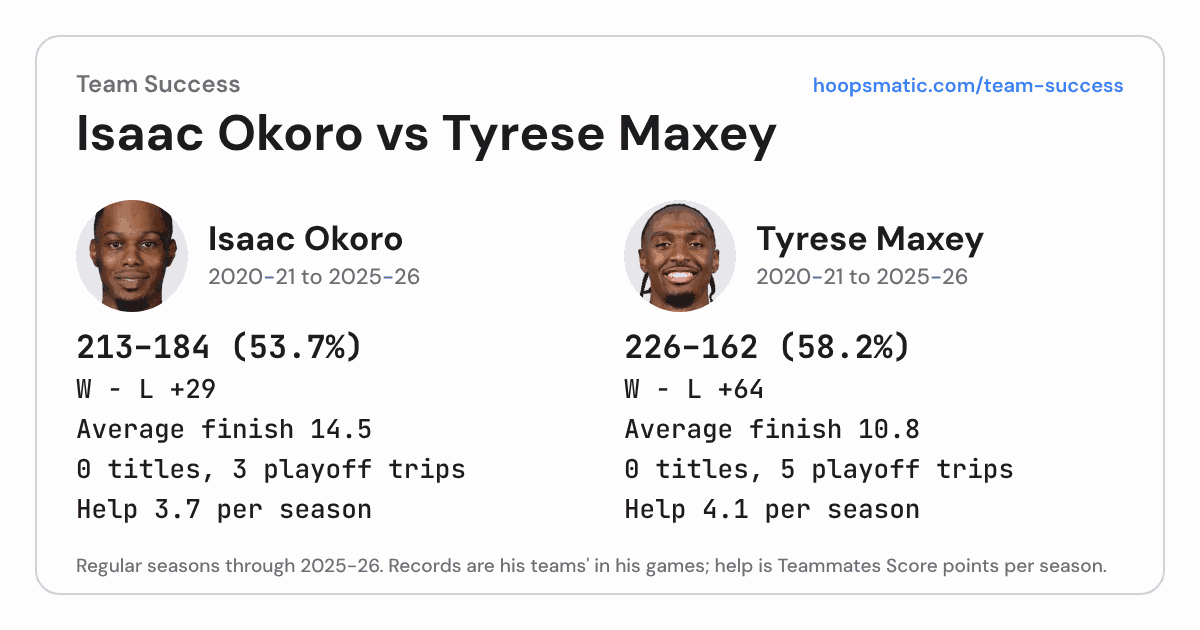 Team Success
hoopsmatic.com/team-success
Isaac Okoro vs Tyrese Maxey
Isaac Okoro
2020-21 to 2025-26
213-184 (53.7%)
W - L +29
Average finish 14.5
0 titles, 3 playoff trips
Help 3.7 per season
Tyrese Maxey
2020-21 to 2025-26
226-162 (58.2%)
W - L +64
Average finish 10.8
0 titles, 5 playoff trips
Help 4.1 per season
Regular seasons through 2025-26. Records are his teams' in his games; help is Teammates Score points per season.